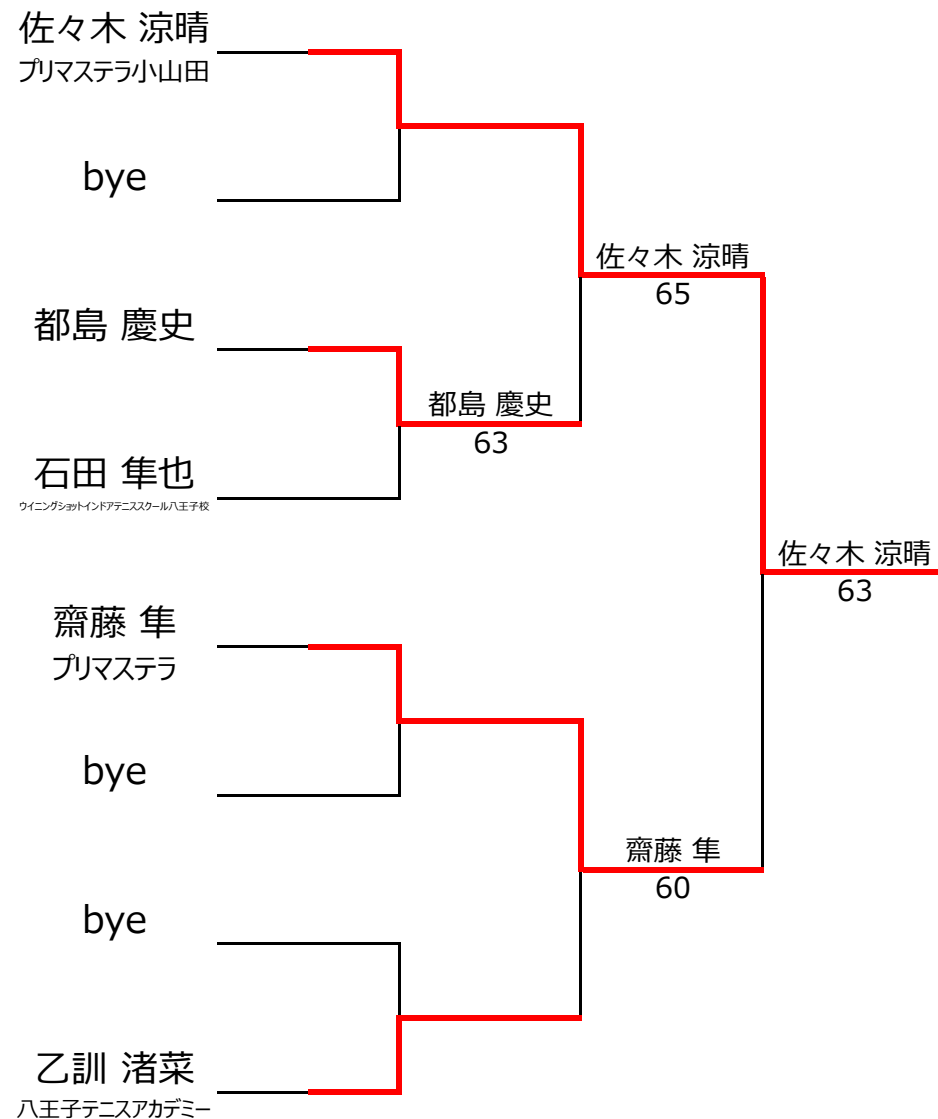 佐々木 涼晴
プリマステラ小山田
bye
佐々木 涼晴
65
都島 慶史
都島 慶史
63
石田 隼也
ウイニングショットインドアテニススクール八王子校
佐々木 涼晴
63
齋藤 隼
プリマステラ
bye
齋藤 隼
60
bye
乙訓 渚菜
八王子テニスアカデミー